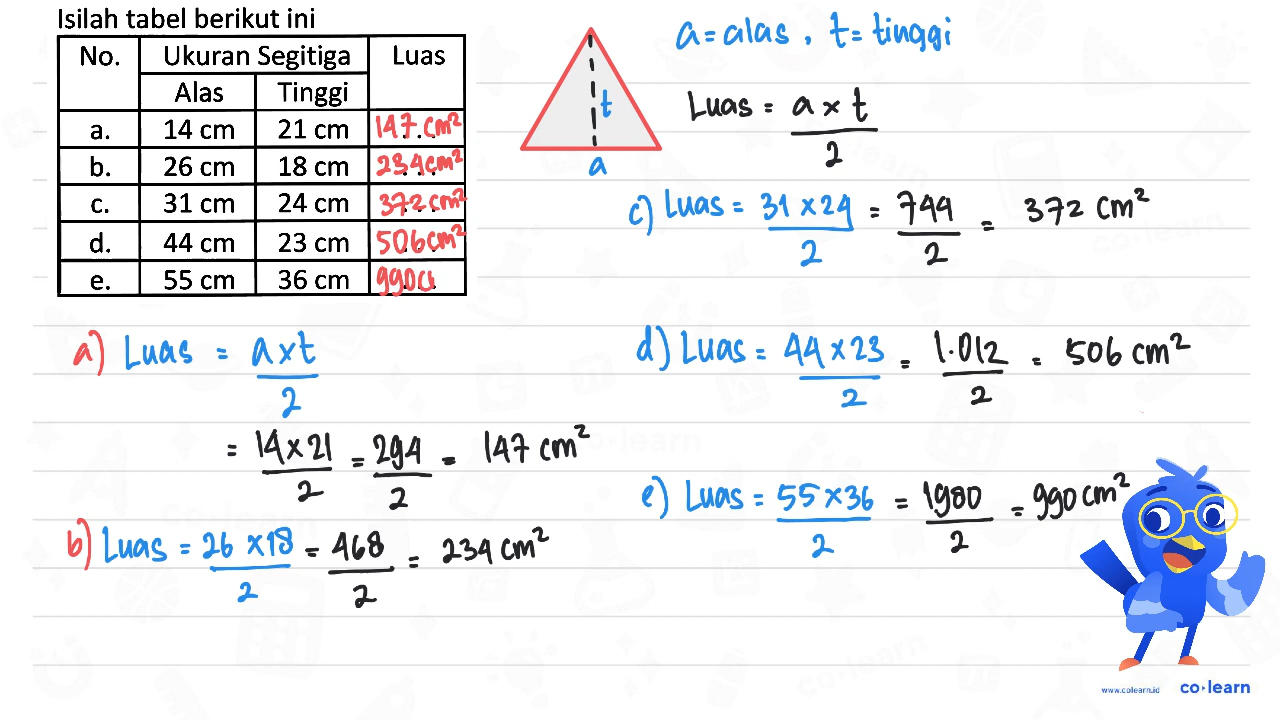 Isilah tabel berikut ini
No. Ukuran Segitiga Luas
Alas Tinggi
a. 14 cm 21 cm 147 cm²
b. 26 cm 18 cm 234 cm²
c. 31 cm 24 cm 372 cm²
d. 44 cm 23 cm 506 cm²
e. 55 cm 36 cm 990 c
t
a
a = alas , t = tinggi
Luas = a x t / 2
a) Luas = a x t / 2
= 14 x 21 / 2 = 294 / 2 = 147 cm²
b) Luas = 26 x 18 / 2 = 468 / 2 = 234 cm²
c) Luas = 31 x 24 / 2 = 744 / 2 = 372 cm²
d) Luas = 44 x 23 / 2 = 1.012 / 2 = 506 cm²
e) Luas = 55 x 36 / 2 = 1980 / 2 = 990 cm²
www.colearn.id co·learn